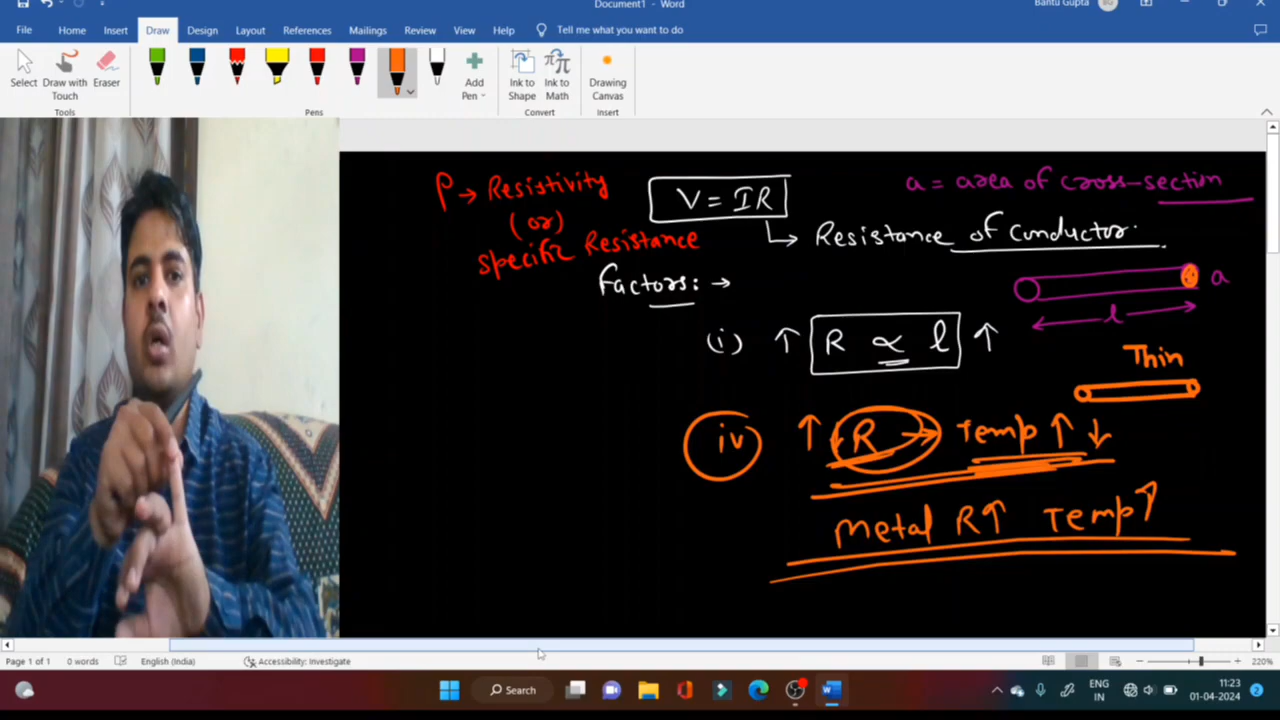 Document1 - Word
Bantu Gupta
BG
File Home Insert Draw Design Layout References Mailings Review View Help Tell me what you want to do
Select Draw with Touch Eraser Add Pen Ink to Shape Ink to Math Drawing Canvas
Tools Pens Convert Insert
ρ → Resistivity
(or)
specific Resistance
V = IR
a = area of cross-section
Resistance of conductor.
Factors: →
a
l
(i) ↑ R ∝ l ↑
Thin
iv ↑ R → Temp ↑ ↓
Metal R↑ Temp↑
Page 1 of 1 0 words English (India) Accessibility: Investigate 220%
Search
ENG
IN
11:23
01-04-2024
2